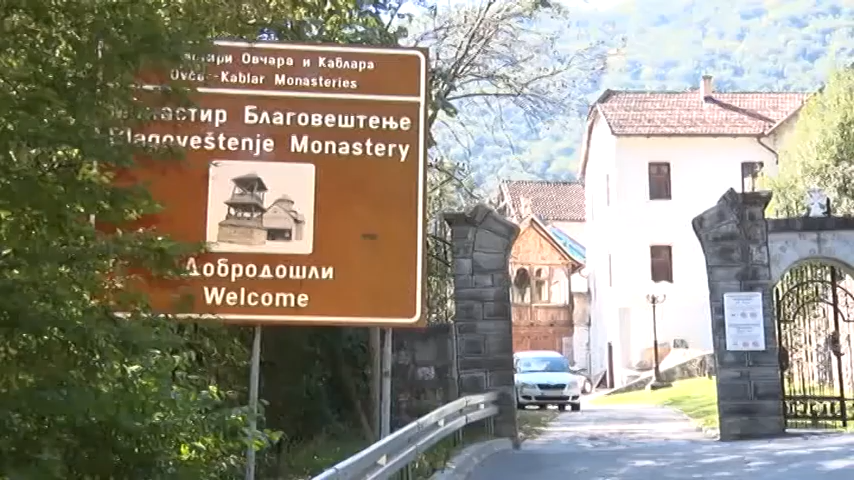 Овчара и Каблара
Ovčar - Kablar Monasteries
Благовештење
Blagoveštenje Monastery
Добродошли
Welcome